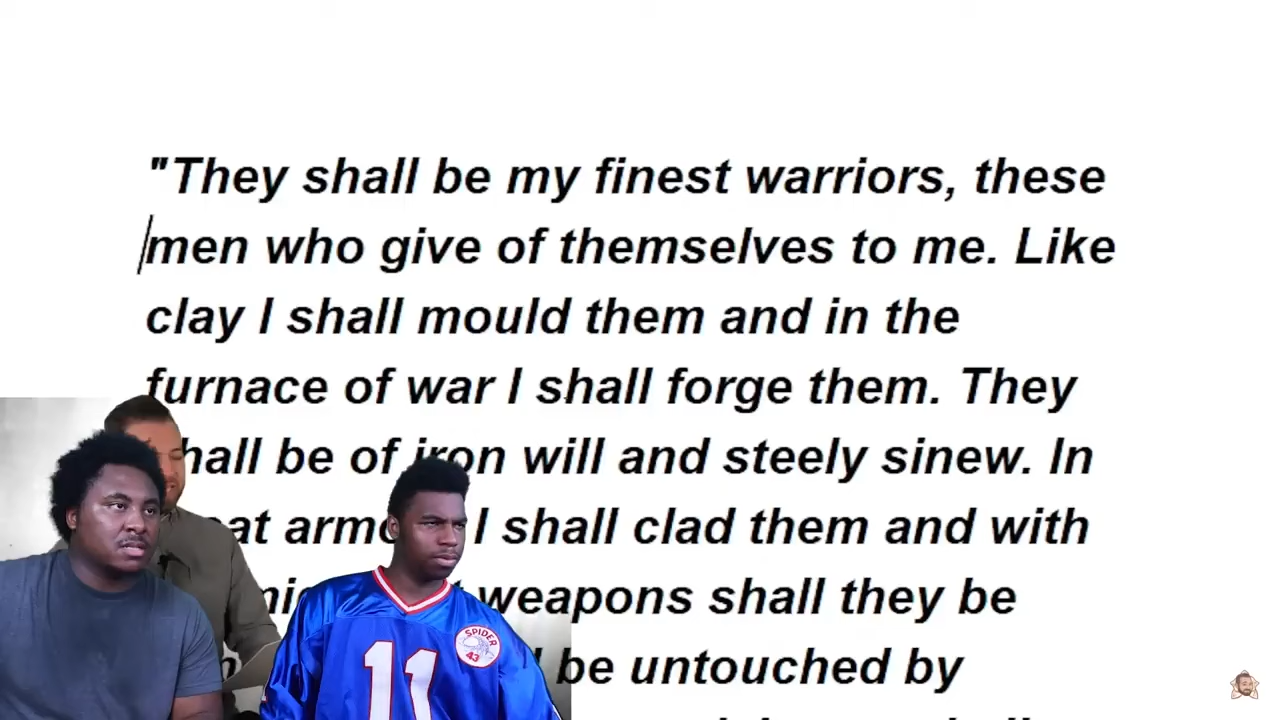 "They shall be my finest warriors, these
men who give of themselves to me. Like
clay I shall mould them and in the
furnace of war I shall forge them. They
shall be of iron will and steely sinew. In
armour I shall clad them and with
weapons shall they be
be untouched by
SPIDER
43
11